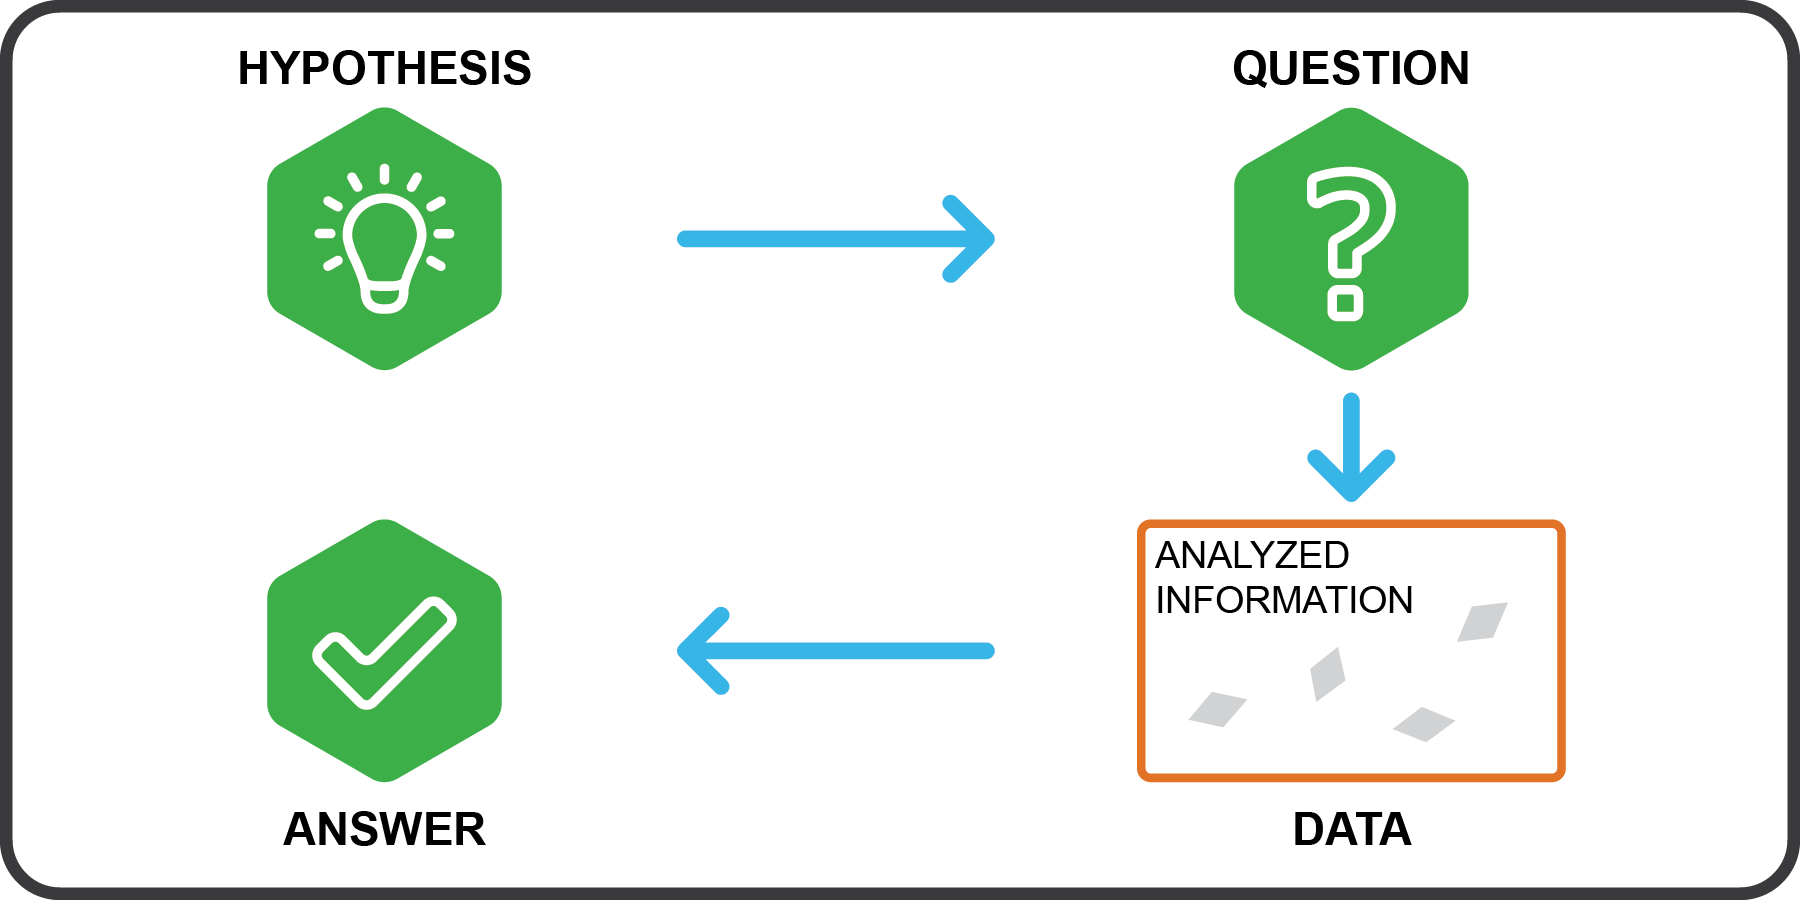 HYPOTHESIS
QUESTION
ANALYZED
INFORMATION
ANSWER
DATA